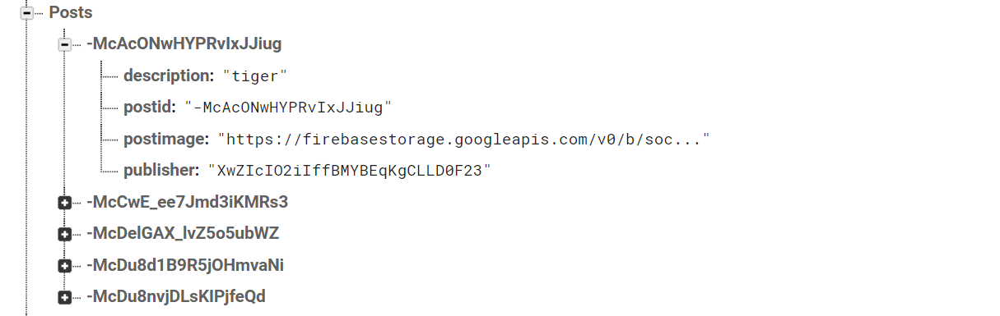 Posts
-McAcONwHYPRvIxJJiug
description: "tiger"
postid: "-McAcONwHYPRvIxJJiug"
postimage: "https://firebasestorage.googleapis.com/v0/b/soc..."
publisher: "XwZIcIO2iIffBMYBEqKgCLLD0F23"
-McCwE_ee7Jmd3iKMRs3
-McDelGAX_lvZ5o5ubWZ
-McDu8d1B9R5jOHmvaNi
-McDu8nvjDLsKIPjfeQd